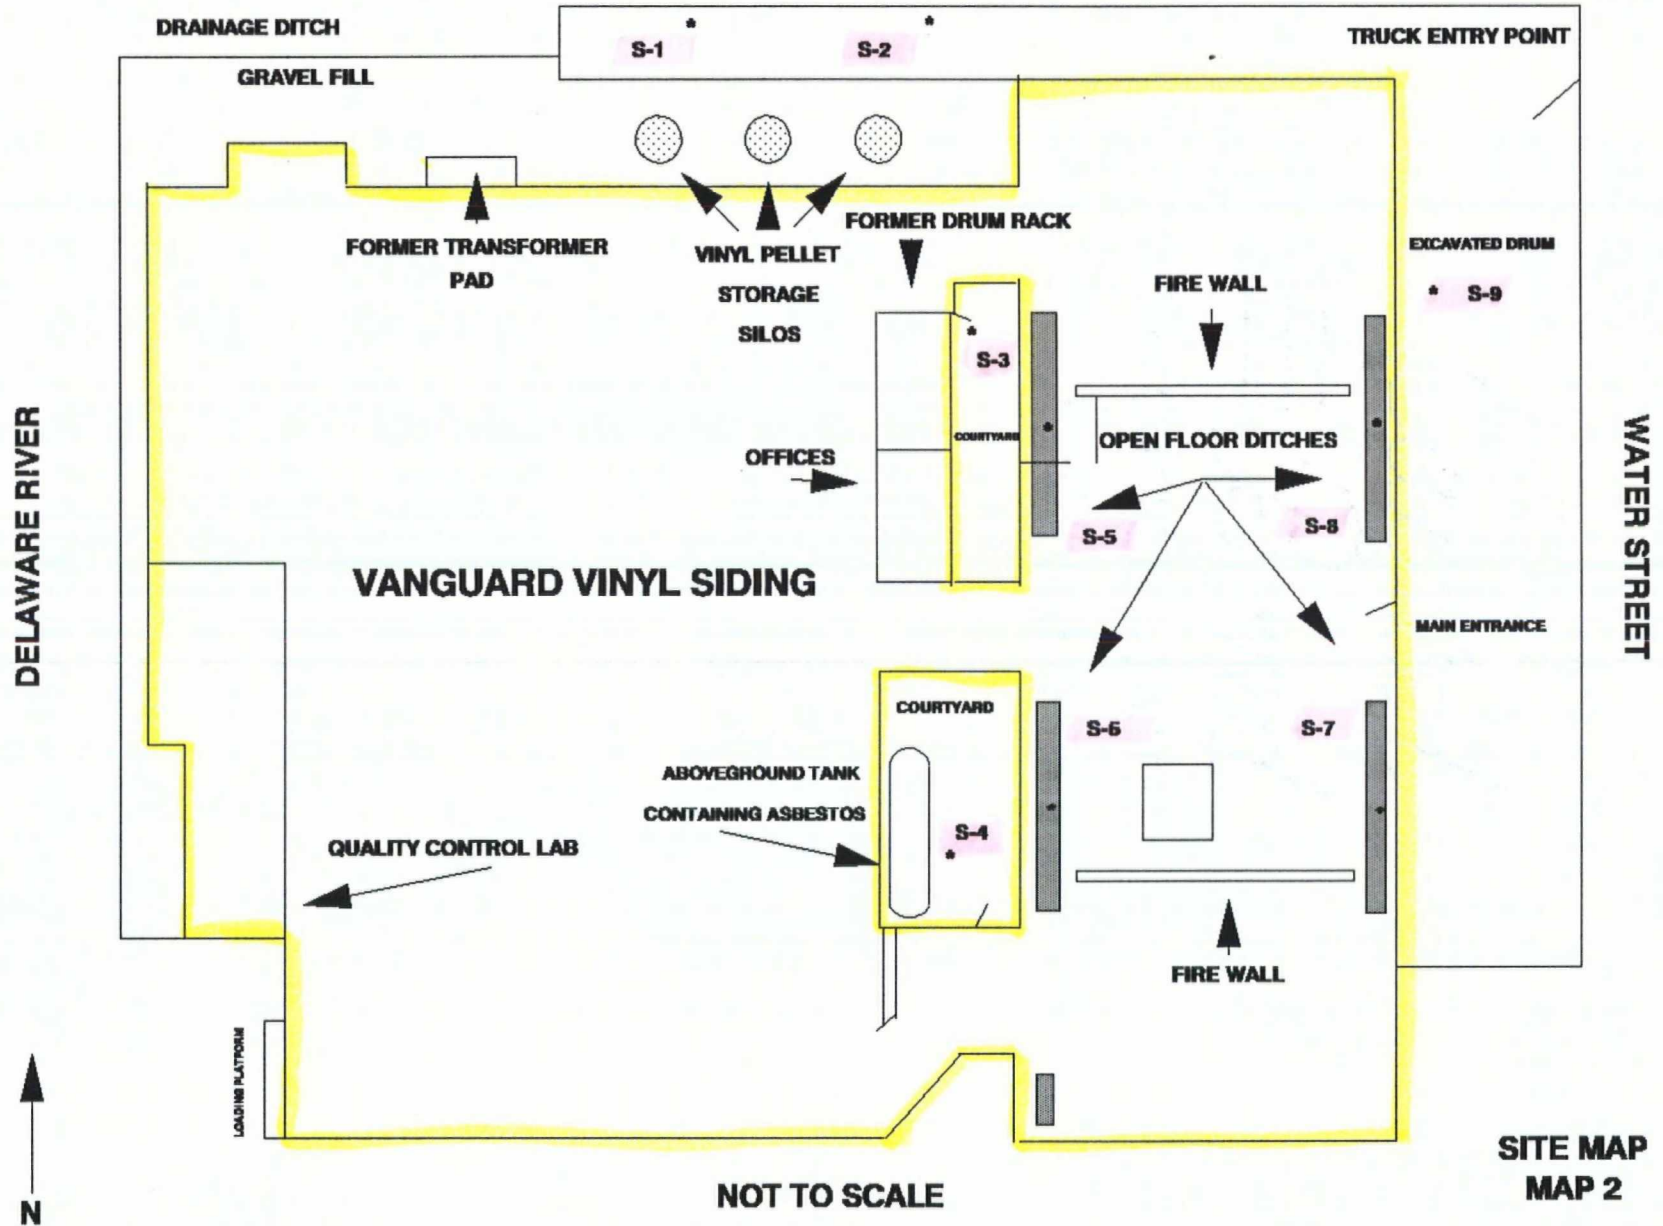 DRAINAGE DITCH
*
*
S-1
S-2
TRUCK ENTRY POINT
GRAVEL FILL
FORMER DRUM RACK
FORMER TRANSFORMER
PAD
VINYL PELLET
STORAGE
SILOS
EXCAVATED DRUM
* S-9
FIRE WALL
*
S-3
COURTYARD
*
*
OPEN FLOOR DITCHES
OFFICES
S-5
S-8
DELAWARE RIVER
WATER STREET
VANGUARD VINYL SIDING
MAIN ENTRANCE
COURTYARD
S-6
S-7
ABOVEGROUND TANK
CONTAINING ASBESTOS
S-4
*
*
*
QUALITY CONTROL LAB
FIRE WALL
LOADING PLATFORM
N
NOT TO SCALE
SITE MAP
MAP 2